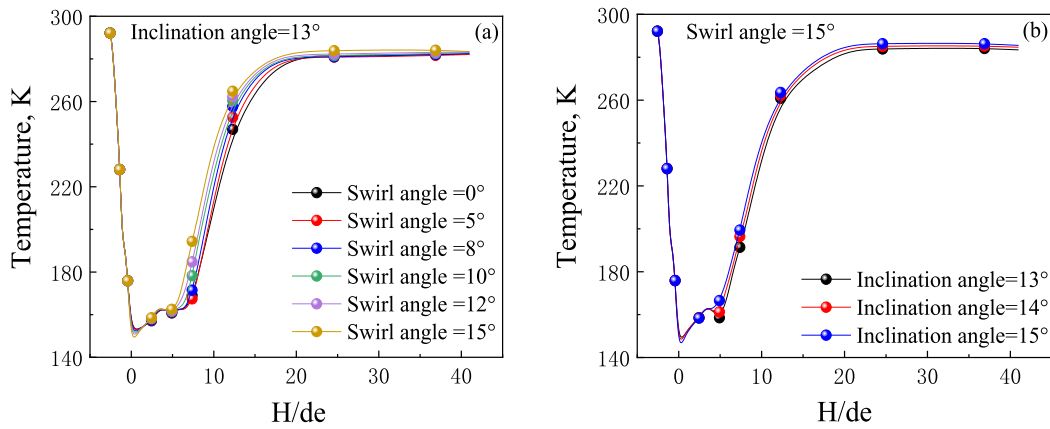 Inclination angle=13°
(a)
Temperature, K
300
260
220
180
140
Swirl angle =0°
Swirl angle =5°
Swirl angle =8°
Swirl angle =10°
Swirl angle =12°
Swirl angle =15°
0
10
20
30
40
H/de
Swirl angle =15°
(b)
Temperature, K
300
260
220
180
140
Inclination angle=13°
Inclination angle=14°
Inclination angle=15°
0
10
20
30
40
H/de